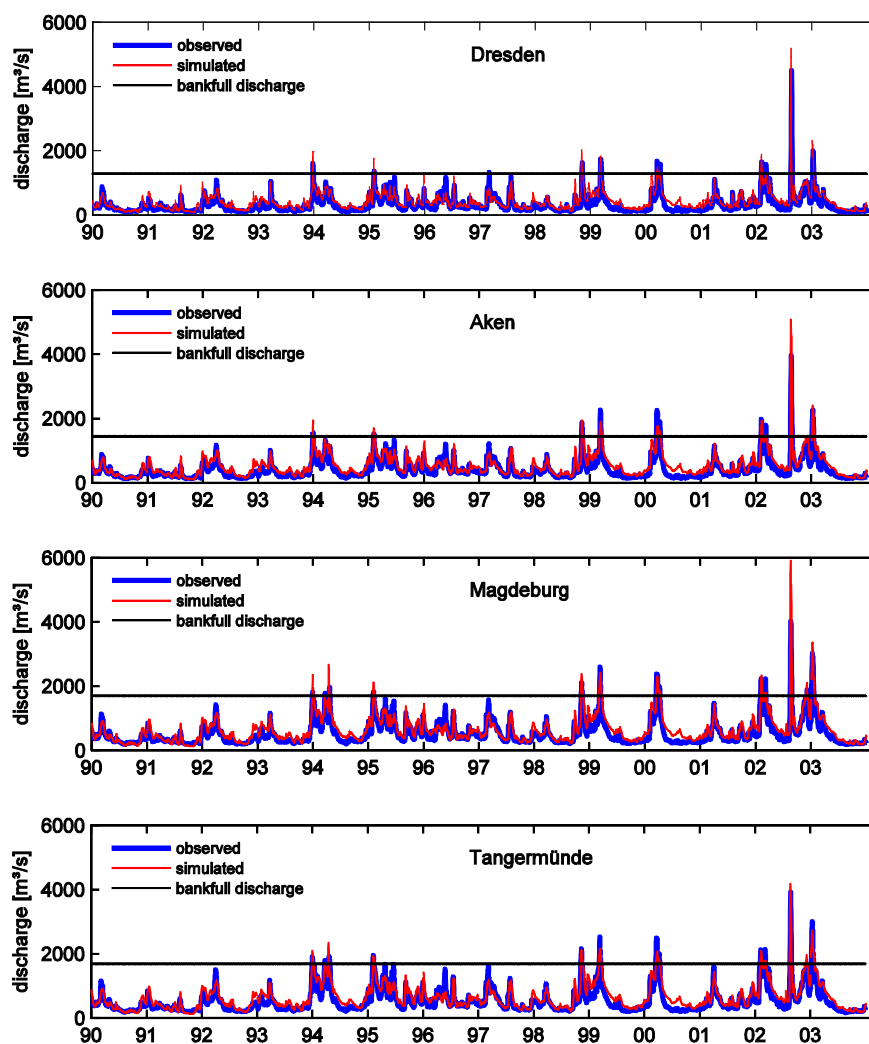 6000
4000
2000
0
discharge [m³/s]
observed
simulated
bankfull discharge
Dresden
90 91 92 93 94 95 96 97 98 99 00 01 02 03
6000
4000
2000
0
discharge [m³/s]
observed
simulated
bankfull discharge
Aken
90 91 92 93 94 95 96 97 98 99 00 01 02 03
6000
4000
2000
0
discharge [m³/s]
observed
simulated
bankfull discharge
Magdeburg
90 91 92 93 94 95 96 97 98 99 00 01 02 03
6000
4000
2000
0
discharge [m³/s]
observed
simulated
bankfull discharge
Tangermünde
90 91 92 93 94 95 96 97 98 99 00 01 02 03